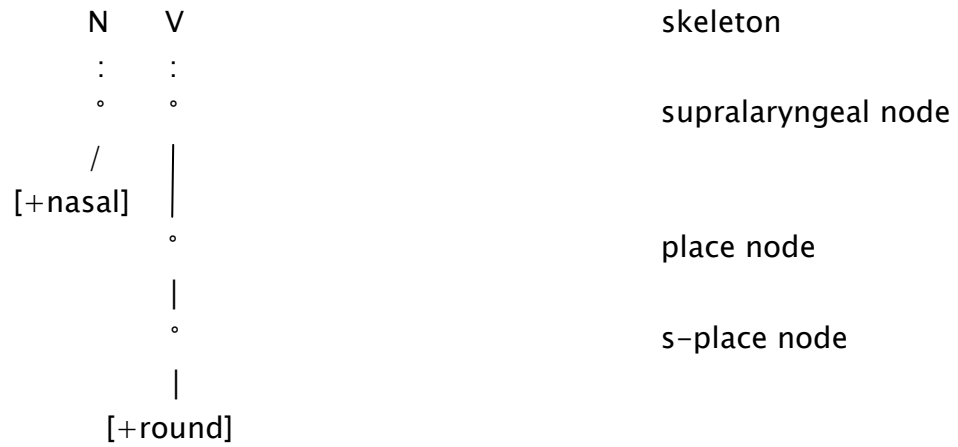 N V skeleton
: :
° ° supralaryngeal node
/ |
[+nasal]
° place node
|
° s-place node
|
[+round]